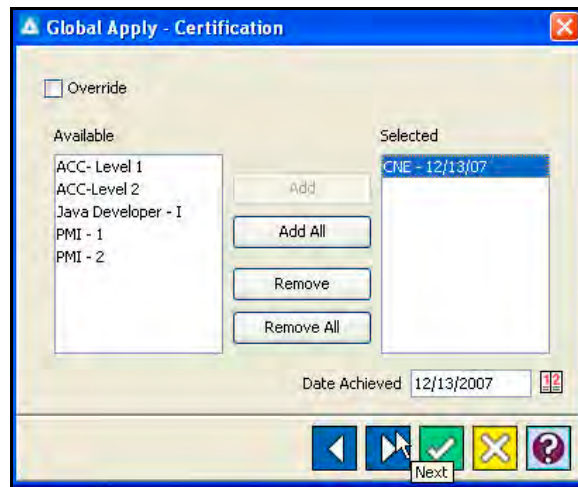 Global Apply - Certification
Override
Available
Selected
ACC- Level 1
ACC-Level 2
Java Developer - I
PMI - 1
PMI - 2
Add
Add All
Remove
Remove All
CNE - 12/13/07
Date Achieved 12/13/2007
12
Next
?